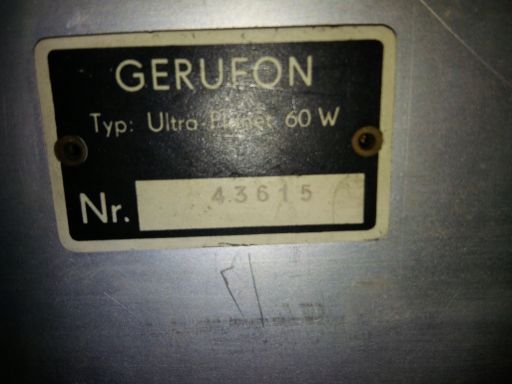 GERUFON
Typ: Ultra-Planet 60 W
Nr. 43615